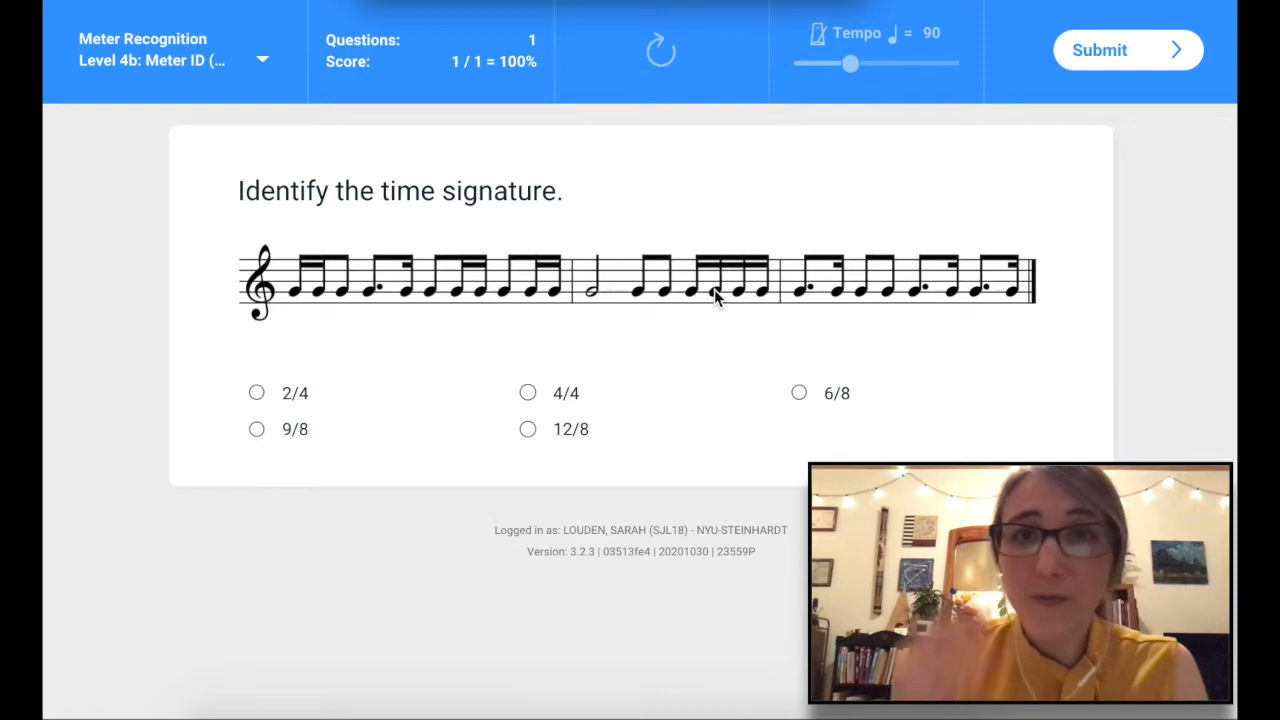 Meter Recognition
Level 4b: Meter ID (...
Questions: 1
Score: 1 / 1 = 100%
Tempo ♩ = 90
Submit
Identify the time signature.
2/4 4/4 6/8
9/8 12/8
Logged in as: LOUDEN, SARAH (SJL18) - NYU-STEINHARDT
Version: 3.2.3 | 03513fe4 | 20201030 | 23559P